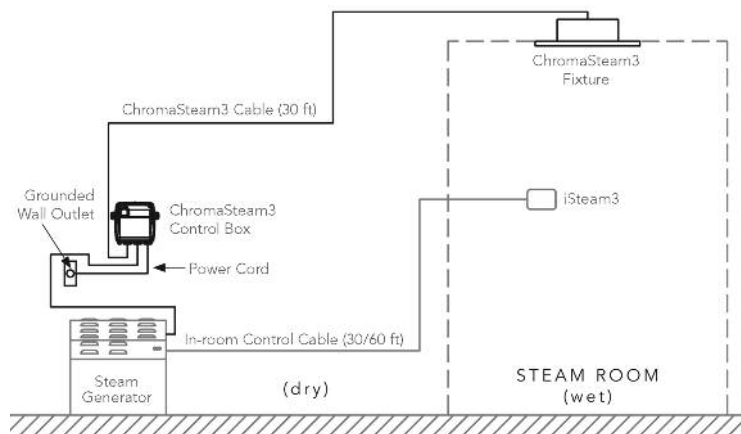 ChromaSteam3
Fixture
ChromaSteam3 Cable (30 ft)
Grounded
Wall Outlet
ChromaSteam3
Control Box
iSteam3
Power Cord
In-room Control Cable (30/60 ft)
Steam
Generator
(dry)
STEAM ROOM
(wet)